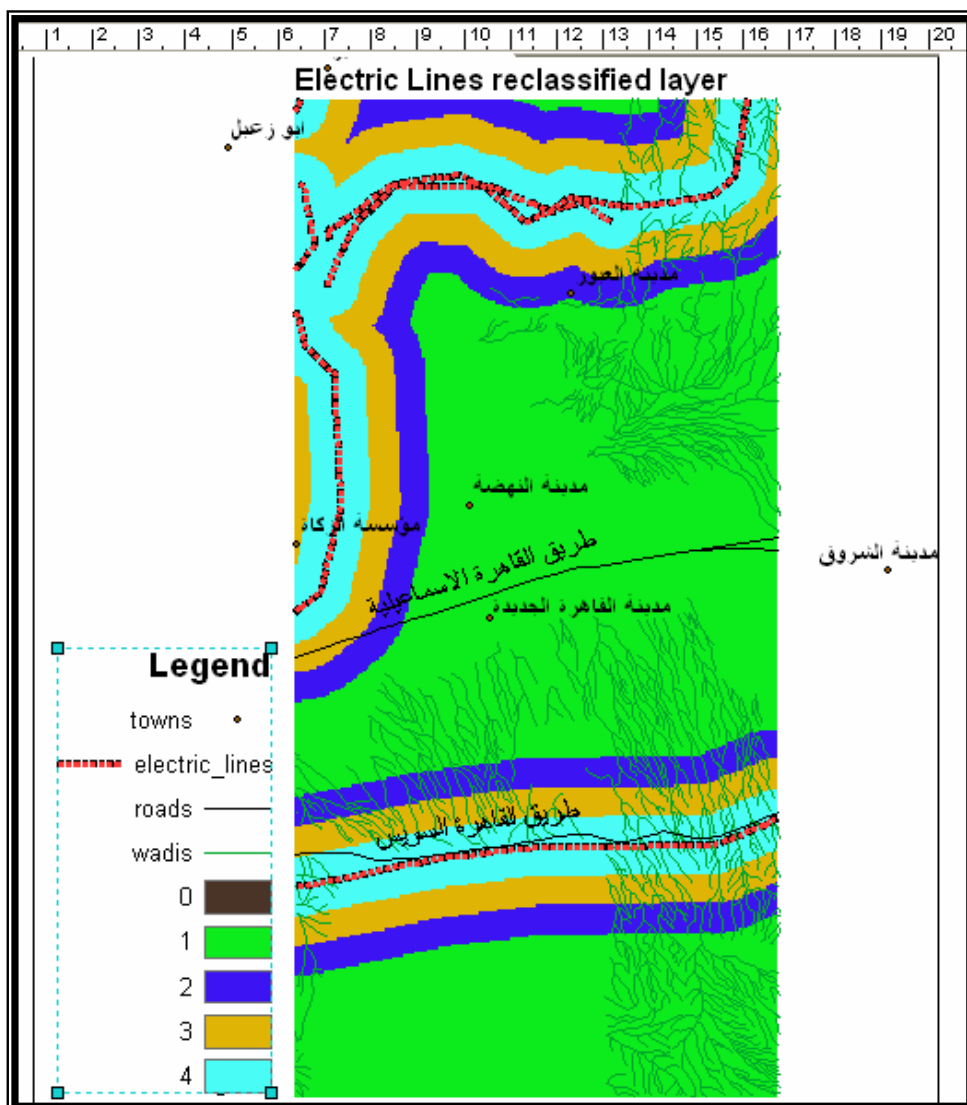 1 2 3 4 5 6 7 8 9 10 11 12 13 14 15 16 17 18 19 20
Electric Lines reclassified layer
ابو زعبل
مدينة العبور
مدينة النهضة
مؤسسة الزكاة
طريق القاهرة الاسماعيلية
مدينة الشروق
مدينة القاهرة الجديدة
طريق القاهرة السويس
Legend
towns
electric_lines
roads
wadis
0
1
2
3
4